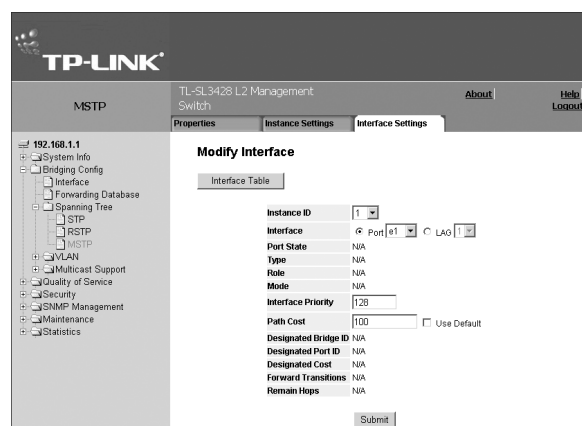 TP-LINK
MSTP
TL-SL3428 L2 Management
Switch
About
Help
Logout
Properties
Instance Settings
Interface Settings
192.168.1.1
System Info
Bridging Config
Interface
Forwarding Database
Spanning Tree
STP
RSTP
MSTP
VLAN
Multicast Support
Quality of Service
Security
SNMP Management
Maintenance
Statistics
Modify Interface
Interface Table
Instance ID 1
Interface Port e1 LAG 1
Port State N/A
Type N/A
Role N/A
Mode N/A
Interface Priority 128
Path Cost 100 Use Default
Designated Bridge ID N/A
Designated Port ID N/A
Designated Cost N/A
Forward Transitions N/A
Remain Hops N/A
Submit